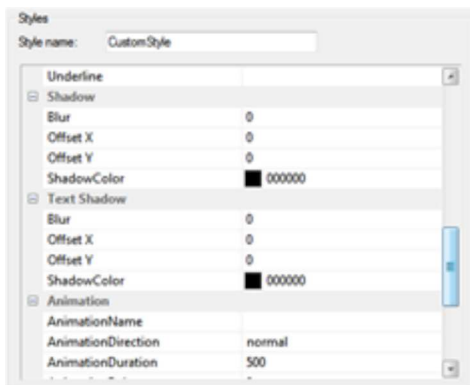 Styles
Style name: CustomStyle
Underline
Shadow
Blur 0
Offset X 0
Offset Y 0
ShadowColor 000000
Text Shadow
Blur 0
Offset X 0
Offset Y 0
ShadowColor 000000
Animation
AnimationName
AnimationDirection normal
AnimationDuration 500